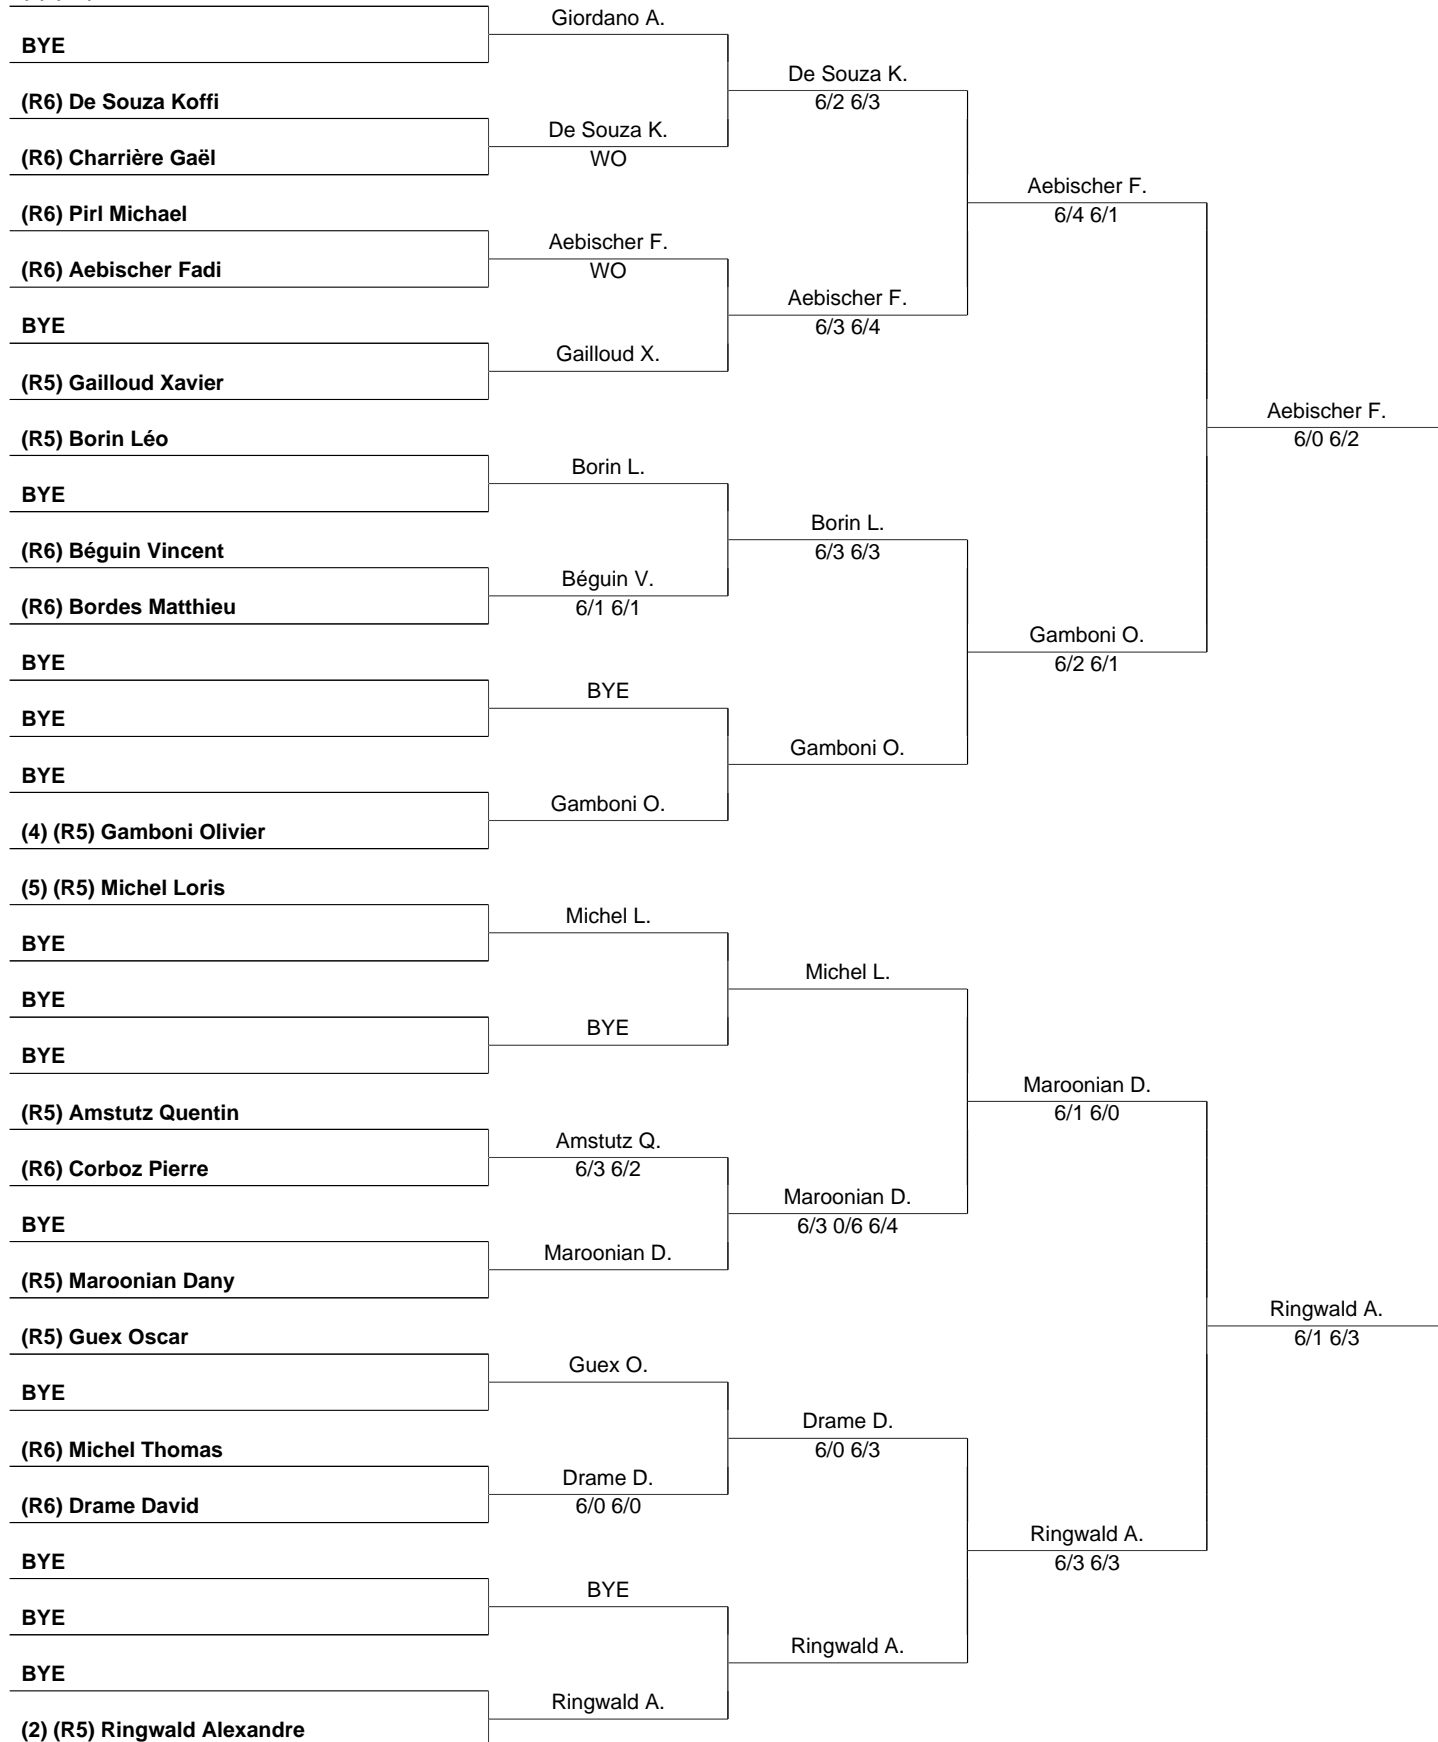 BYE
(R6) De Souza Koffi
(R6) Charrière Gaël
(R6) Pirl Michael
(R6) Aebischer Fadi
BYE
(R5) Gailloud Xavier
(R5) Borin Léo
BYE
(R6) Béguin Vincent
(R6) Bordes Matthieu
BYE
BYE
BYE
(4) (R5) Gamboni Olivier
(5) (R5) Michel Loris
BYE
BYE
BYE
(R5) Amstutz Quentin
(R6) Corboz Pierre
BYE
(R5) Maroonian Dany
(R5) Guex Oscar
BYE
(R6) Michel Thomas
(R6) Drame David
BYE
BYE
BYE
(2) (R5) Ringwald Alexandre
Giordano A.
De Souza K.
WO
Aebischer F.
WO
Gailloud X.
Borin L.
Béguin V.
6/1 6/1
BYE
Gamboni O.
Michel L.
BYE
Amstutz Q.
6/3 6/2
Maroonian D.
Guex O.
Drame D.
6/0 6/0
BYE
Ringwald A.
De Souza K.
6/2 6/3
Aebischer F.
6/3 6/4
Borin L.
6/3 6/3
Gamboni O.
Michel L.
Maroonian D.
6/3 0/6 6/4
Drame D.
6/0 6/3
Ringwald A.
Aebischer F.
6/4 6/1
Gamboni O.
6/2 6/1
Maroonian D.
6/1 6/0
Ringwald A.
6/3 6/3
Aebischer F.
6/0 6/2
Ringwald A.
6/1 6/3